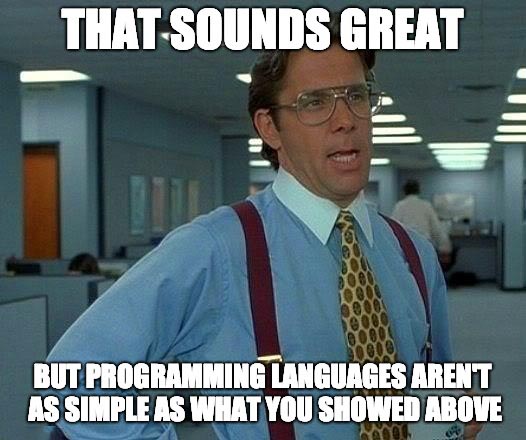 THAT SOUNDS GREAT
BUT PROGRAMMING LANGUAGES AREN'T
AS SIMPLE AS WHAT YOU SHOWED ABOVE